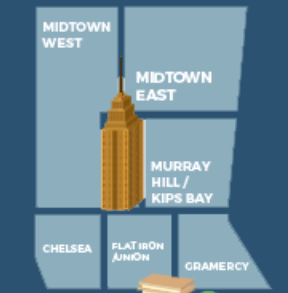 MIDTOWN
WEST
MIDTOWN
EAST
MURRAY
HILL /
KIPS BAY
CHELSEA
FLATIRON
/UNION
GRAMERCY